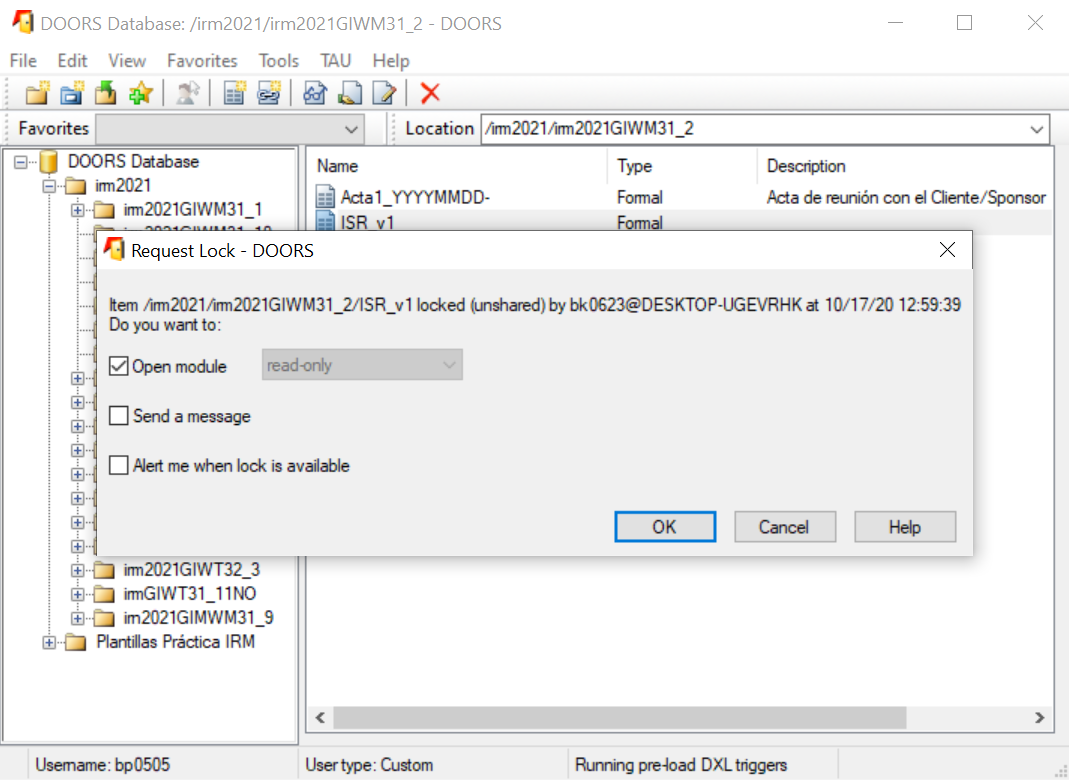 DOORS Database: /irm2021/irm2021GIWM31_2 - DOORS
File Edit View Favorites Tools TAU Help
Favorites
Location /irm2021/irm2021GIWM31_2
DOORS Database
irm2021
irm2021GIWM31_1
Name Type Description
Acta1_YYYYMMDD- Formal Acta de reunión con el Cliente/Sponsor
ISR_v1 Formal
Request Lock - DOORS
Item /irm2021/irm2021GIWM31_2/ISR_v1 locked (unshared) by bk0623@DESKTOP-UGEVRHK at 10/17/20 12:59:39
Do you want to:
Open module read-only
Send a message
Alert me when lock is available
OK Cancel Help
irm2021GIWT32_3
irmGIWT31_11NO
irm2021GIMWM31_9
Plantillas Práctica IRM
Username: bp0505 User type: Custom Running pre-load DXL triggers